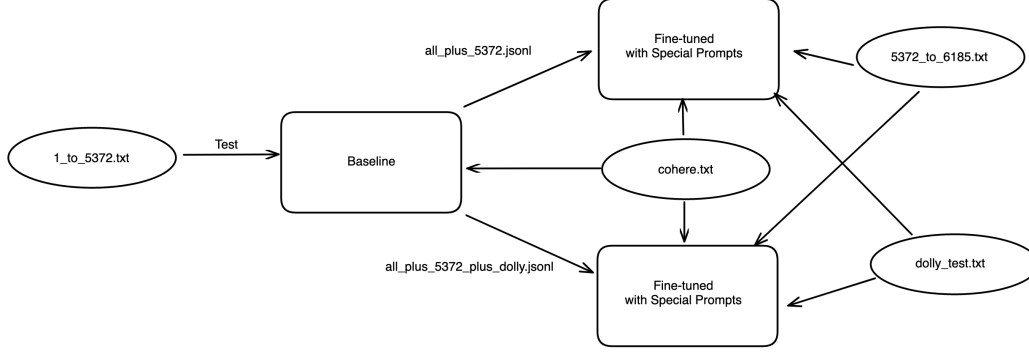 Fine-tuned
with Special Prompts
all_plus_5372.jsonl
5372_to_6185.txt
Test
1_to_5372.txt
Baseline
cohere.txt
all_plus_5372_plus_dolly.jsonl
dolly_test.txt
Fine-tuned
with Special Prompts